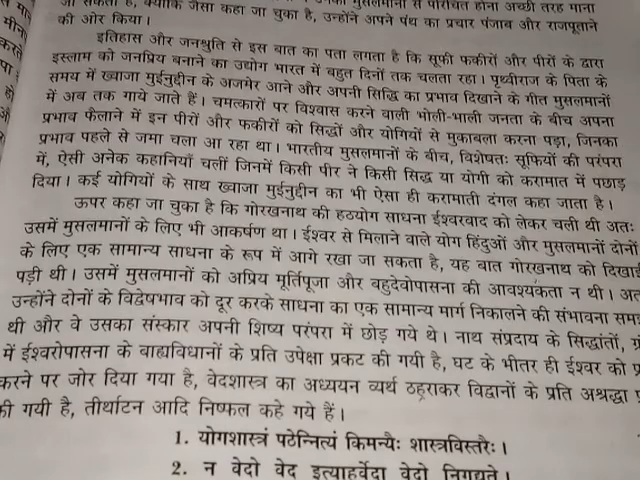 जा सकता है, क्योंकि जैसा कहा जा चुका है, उन्होंने अपने पंथ का प्रचार पंजाब और राजपूताने
की ओर किया।
इतिहास और जनश्रुति से इस बात का पता लगता है कि सूफी फकीरों और पीरों के द्वारा
इस्लाम को जनप्रिय बनाने का उद्योग भारत में बहुत दिनों तक चलता रहा। पृथ्वीराज के पिता के
समय में ख्वाजा मुईनुद्दीन के अजमेर आने और अपनी सिद्धि का प्रभाव दिखाने के गीत मुसलमानों
में अब तक गाये जाते हैं। चमत्कारों पर विश्वास करने वाली भोली-भाली जनता के बीच अपना
प्रभाव फैलाने में इन पीरों और फकीरों को सिद्धों और योगियों से मुकाबला करना पड़ा, जिनका
प्रभाव पहले से जमा चला आ रहा था। भारतीय मुसलमानों के बीच, विशेषतः सूफियों की परंपरा
में, ऐसी अनेक कहानियाँ चलीं जिनमें किसी पीर ने किसी सिद्ध या योगी को करामात में पछाड़
दिया। कई योगियों के साथ ख्वाजा मुईनुद्दीन का भी ऐसा ही करामाती दंगल कहा जाता है।
ऊपर कहा जा चुका है कि गोरखनाथ की हठयोग साधना ईश्वरवाद को लेकर चली थी अतः
उसमें मुसलमानों के लिए भी आकर्षण था। ईश्वर से मिलाने वाले योग हिंदुओं और मुसलमानों दोनों
के लिए एक सामान्य साधना के रूप में आगे रखा जा सकता है, यह बात गोरखनाथ को दिखाई
पड़ी थी। उसमें मुसलमानों को अप्रिय मूर्तिपूजा और बहुदेवोपासना की आवश्यकता न थी।
उन्होंने दोनों के विद्वेषभाव को दूर करके साधना का एक सामान्य मार्ग निकालने की संभावना
थी और वे उसका संस्कार अपनी शिष्य परंपरा में छोड़ गये थे। नाथ संप्रदाय के सिद्धांतों,
में ईश्वरोपासना के बाह्यविधानों के प्रति उपेक्षा प्रकट की गयी है, घट के भीतर ही ईश्वर को
करने पर जोर दिया गया है, वेदशास्त्र का अध्ययन व्यर्थ ठहराकर विद्वानों के प्रति अश्रद्धा
की गयी है, तीर्थाटन आदि निष्फल कहे गये हैं।
1. योगशास्त्रं पठेन्नित्यं किमन्यैः शास्त्रविस्तरैः।
2. न वेदो वेद इत्याहुर्वेदा वेदो निगद्यते।